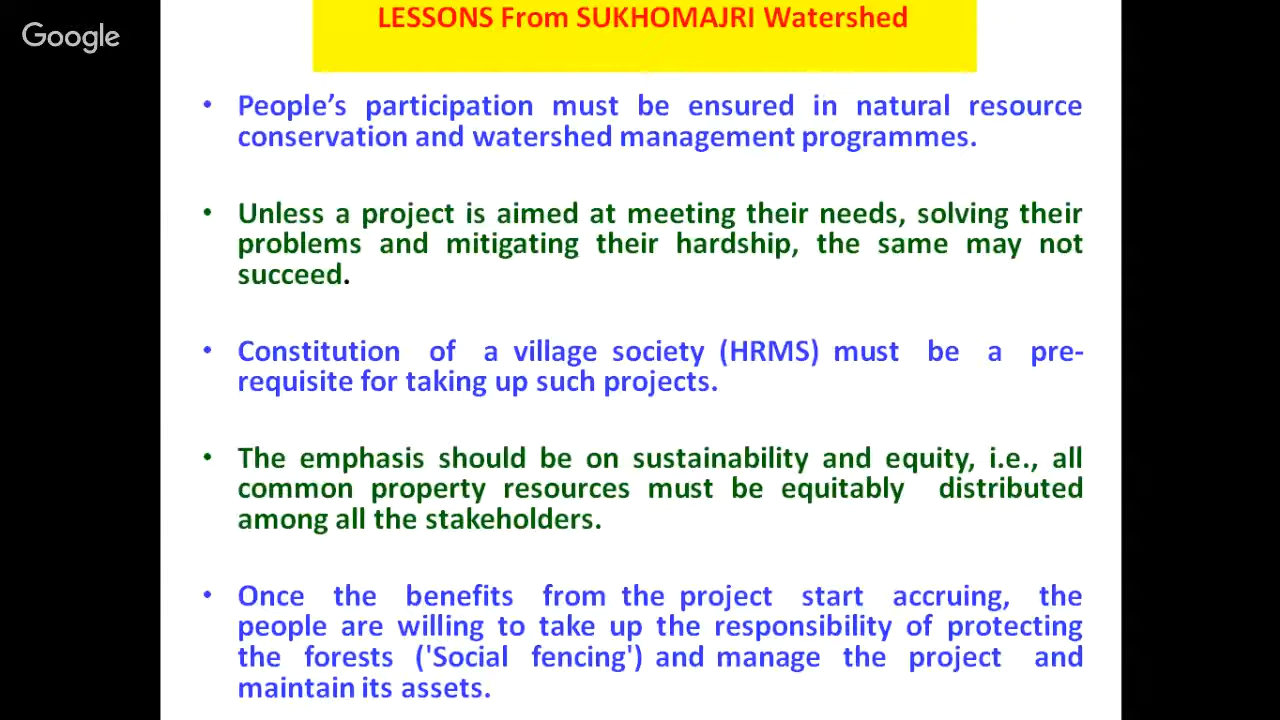 Google
LESSONS From SUKHOMAJRI Watershed
• People’s participation must be ensured in natural resource
conservation and watershed management programmes.
• Unless a project is aimed at meeting their needs, solving their
problems and mitigating their hardship, the same may not
succeed.
• Constitution of a village society (HRMS) must be a pre-
requisite for taking up such projects.
• The emphasis should be on sustainability and equity, i.e., all
common property resources must be equitably distributed
among all the stakeholders.
• Once the benefits from the project start accruing, the
people are willing to take up the responsibility of protecting
the forests ('Social fencing') and manage the project and
maintain its assets.